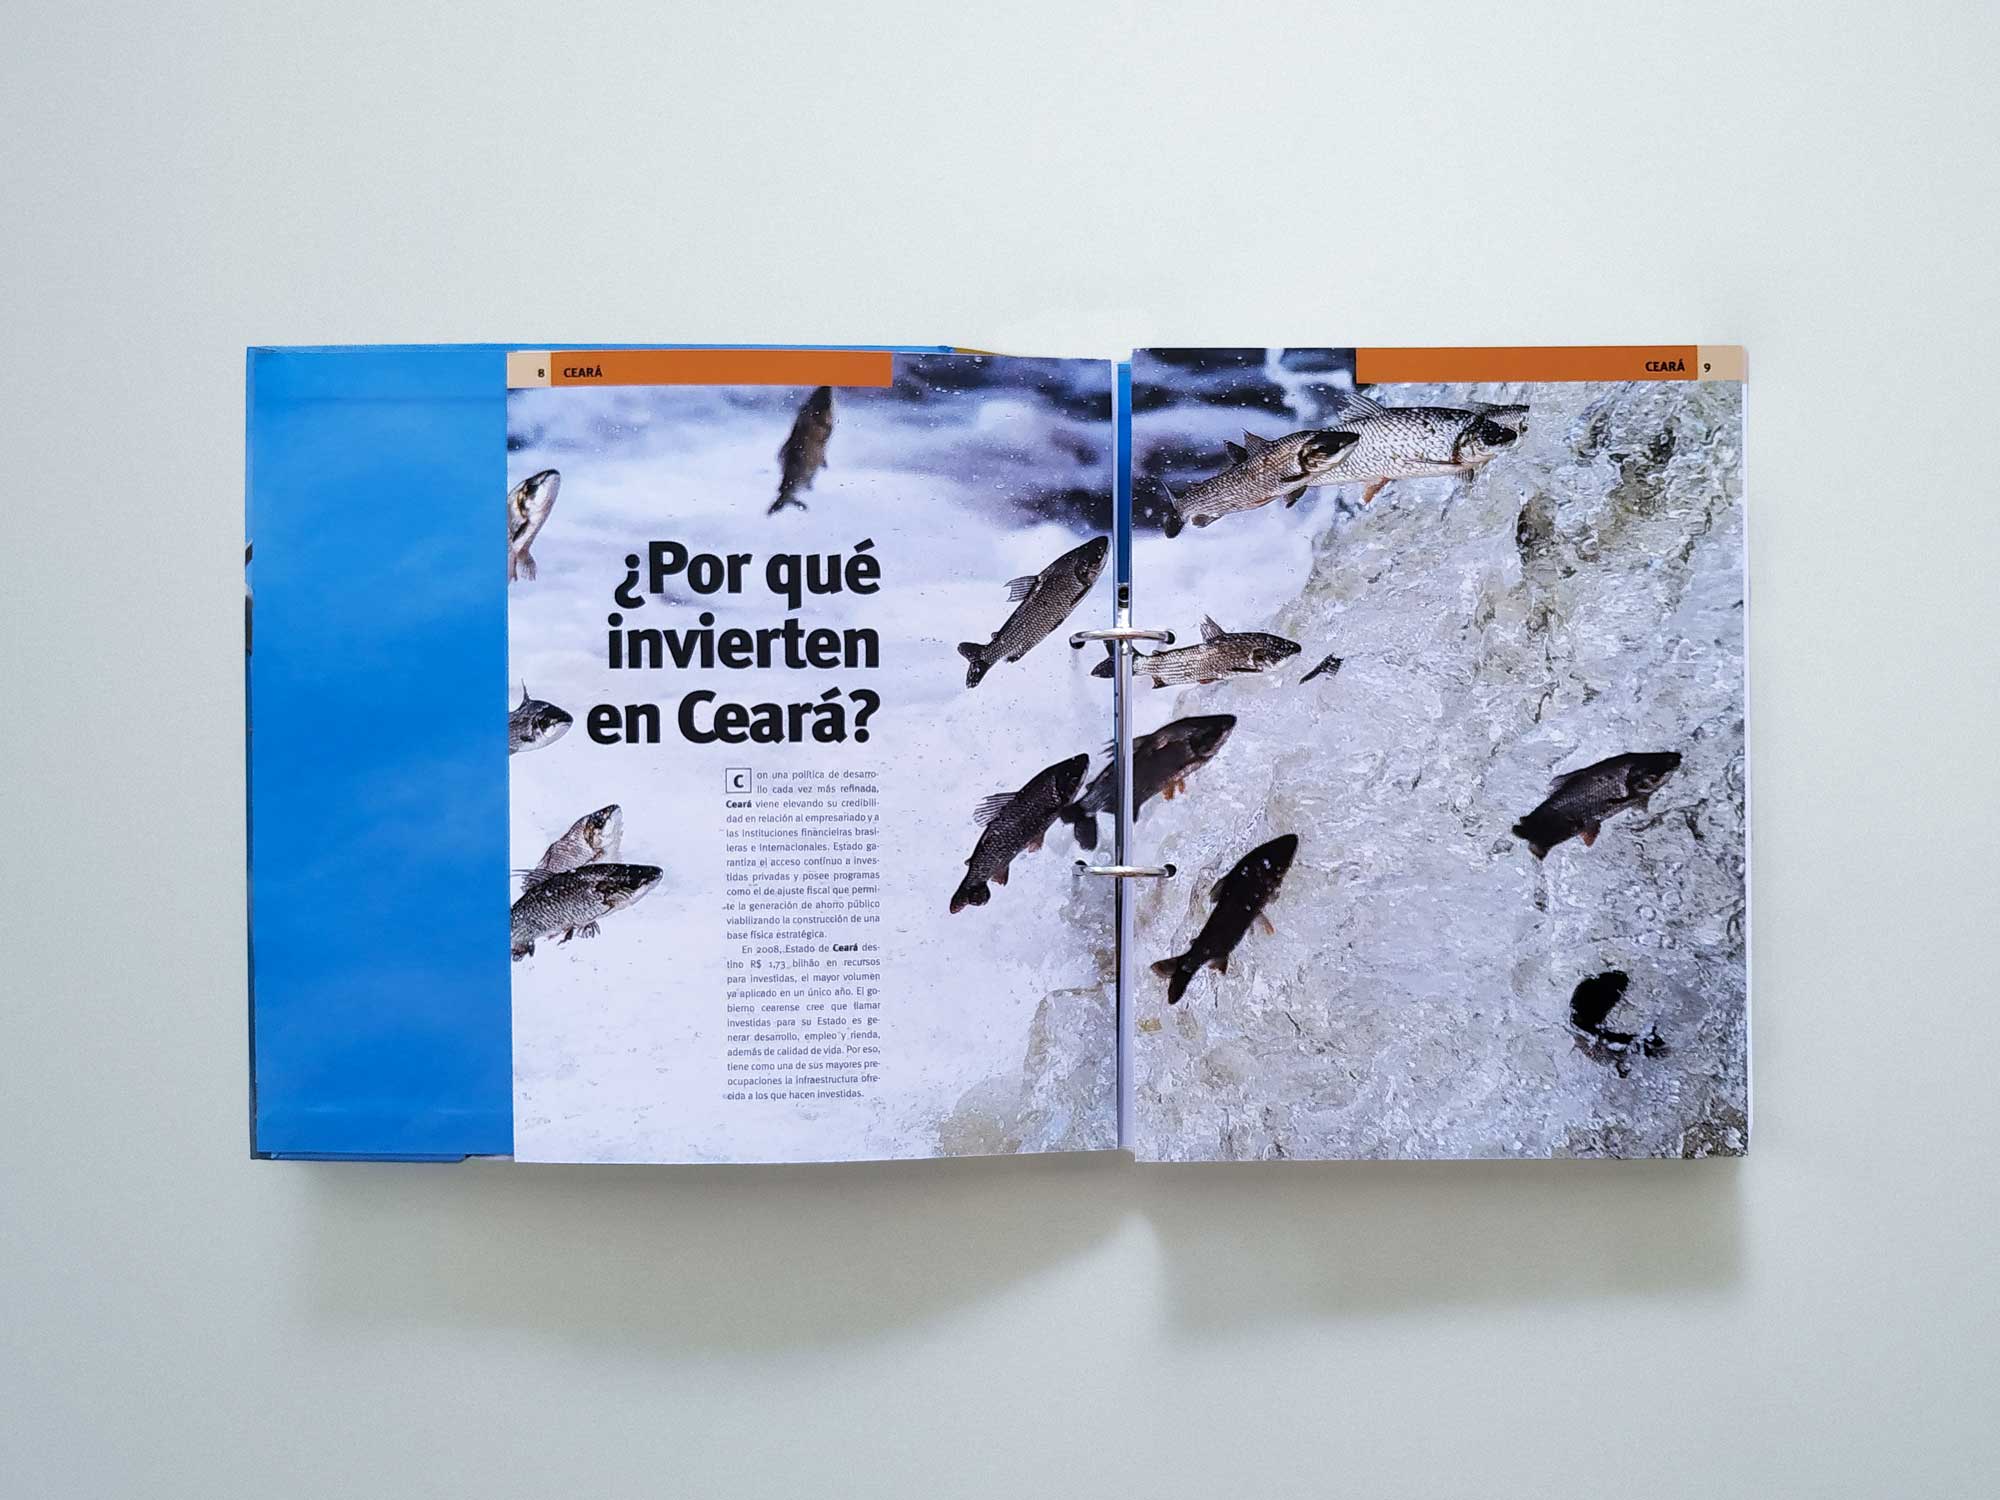 8 CEARÁ
¿Por qué
invierten
en Ceará?
Con una política de desarro-
llo cada vez más refinada,
Ceará viene elevando su credibili-
dad en relación al empresariado y a
las instituciones financieiras brasi-
leras e internacionales. Estado ga-
rantiza el acceso continuo a inves-
tidas privadas y posee programas
como el de ajuste fiscal que permi-
te la generación de ahorro público
viabilizando la construcción de una
base física estratégica.
En 2008, Estado de Ceará des-
tino R$ 1,73 bilhão en recursos
para investidas, el mayor volumen
ya aplicado en un único año. El go-
bierno cearense cree que llamar
investidas para su Estado es ge-
nerar desarrollo, empleo y rienda,
además de calidad de vida. Por eso,
tiene como una de sus mayores pre-
ocupaciones la infraestructura ofre-
cida a los que hacen investidas.
CEARÁ 9